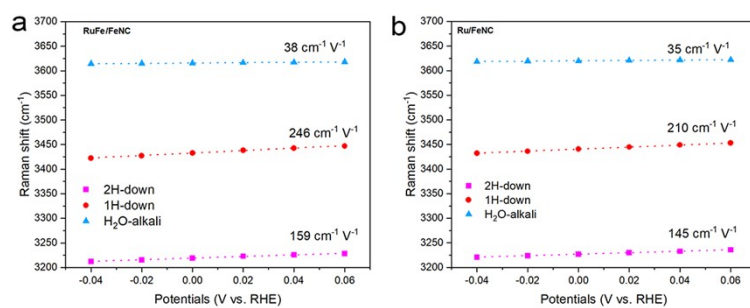 a
RuFe/FeNC
38 cm⁻¹ V⁻¹
246 cm⁻¹ V⁻¹
2H-down
1H-down
H₂O-alkali
159 cm⁻¹ V⁻¹
3700
3650
3600
3550
3500
3450
3400
3350
3300
3250
3200
Raman shift (cm⁻¹)
-0.04 -0.02 0.00 0.02 0.04 0.06
Potentials (V vs. RHE)
b
Ru/FeNC
35 cm⁻¹ V⁻¹
210 cm⁻¹ V⁻¹
2H-down
1H-down
H₂O-alkali
145 cm⁻¹ V⁻¹
3700
3650
3600
3550
3500
3450
3400
3350
3300
3250
3200
Raman shift (cm⁻¹)
-0.04 -0.02 0.00 0.02 0.04 0.06
Potentials (V vs. RHE)